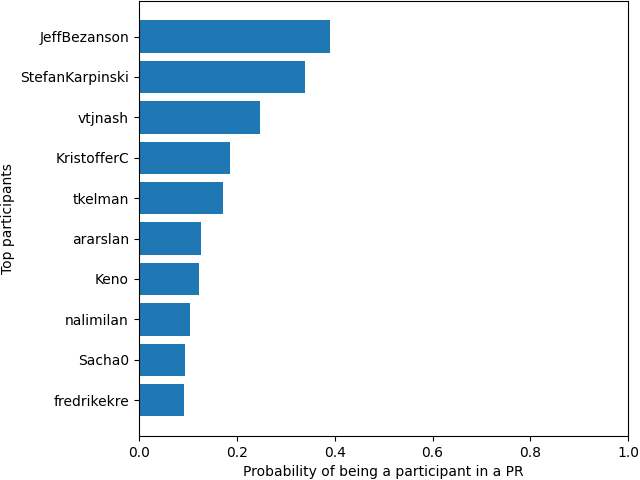 JeffBezanson
StefanKarpinski
vtjnash
KristofferC
tkelman
ararslan
Keno
nalimilan
Sacha0
fredrikekre
Top participants
0.0 0.2 0.4 0.6 0.8 1.0
Probability of being a participant in a PR